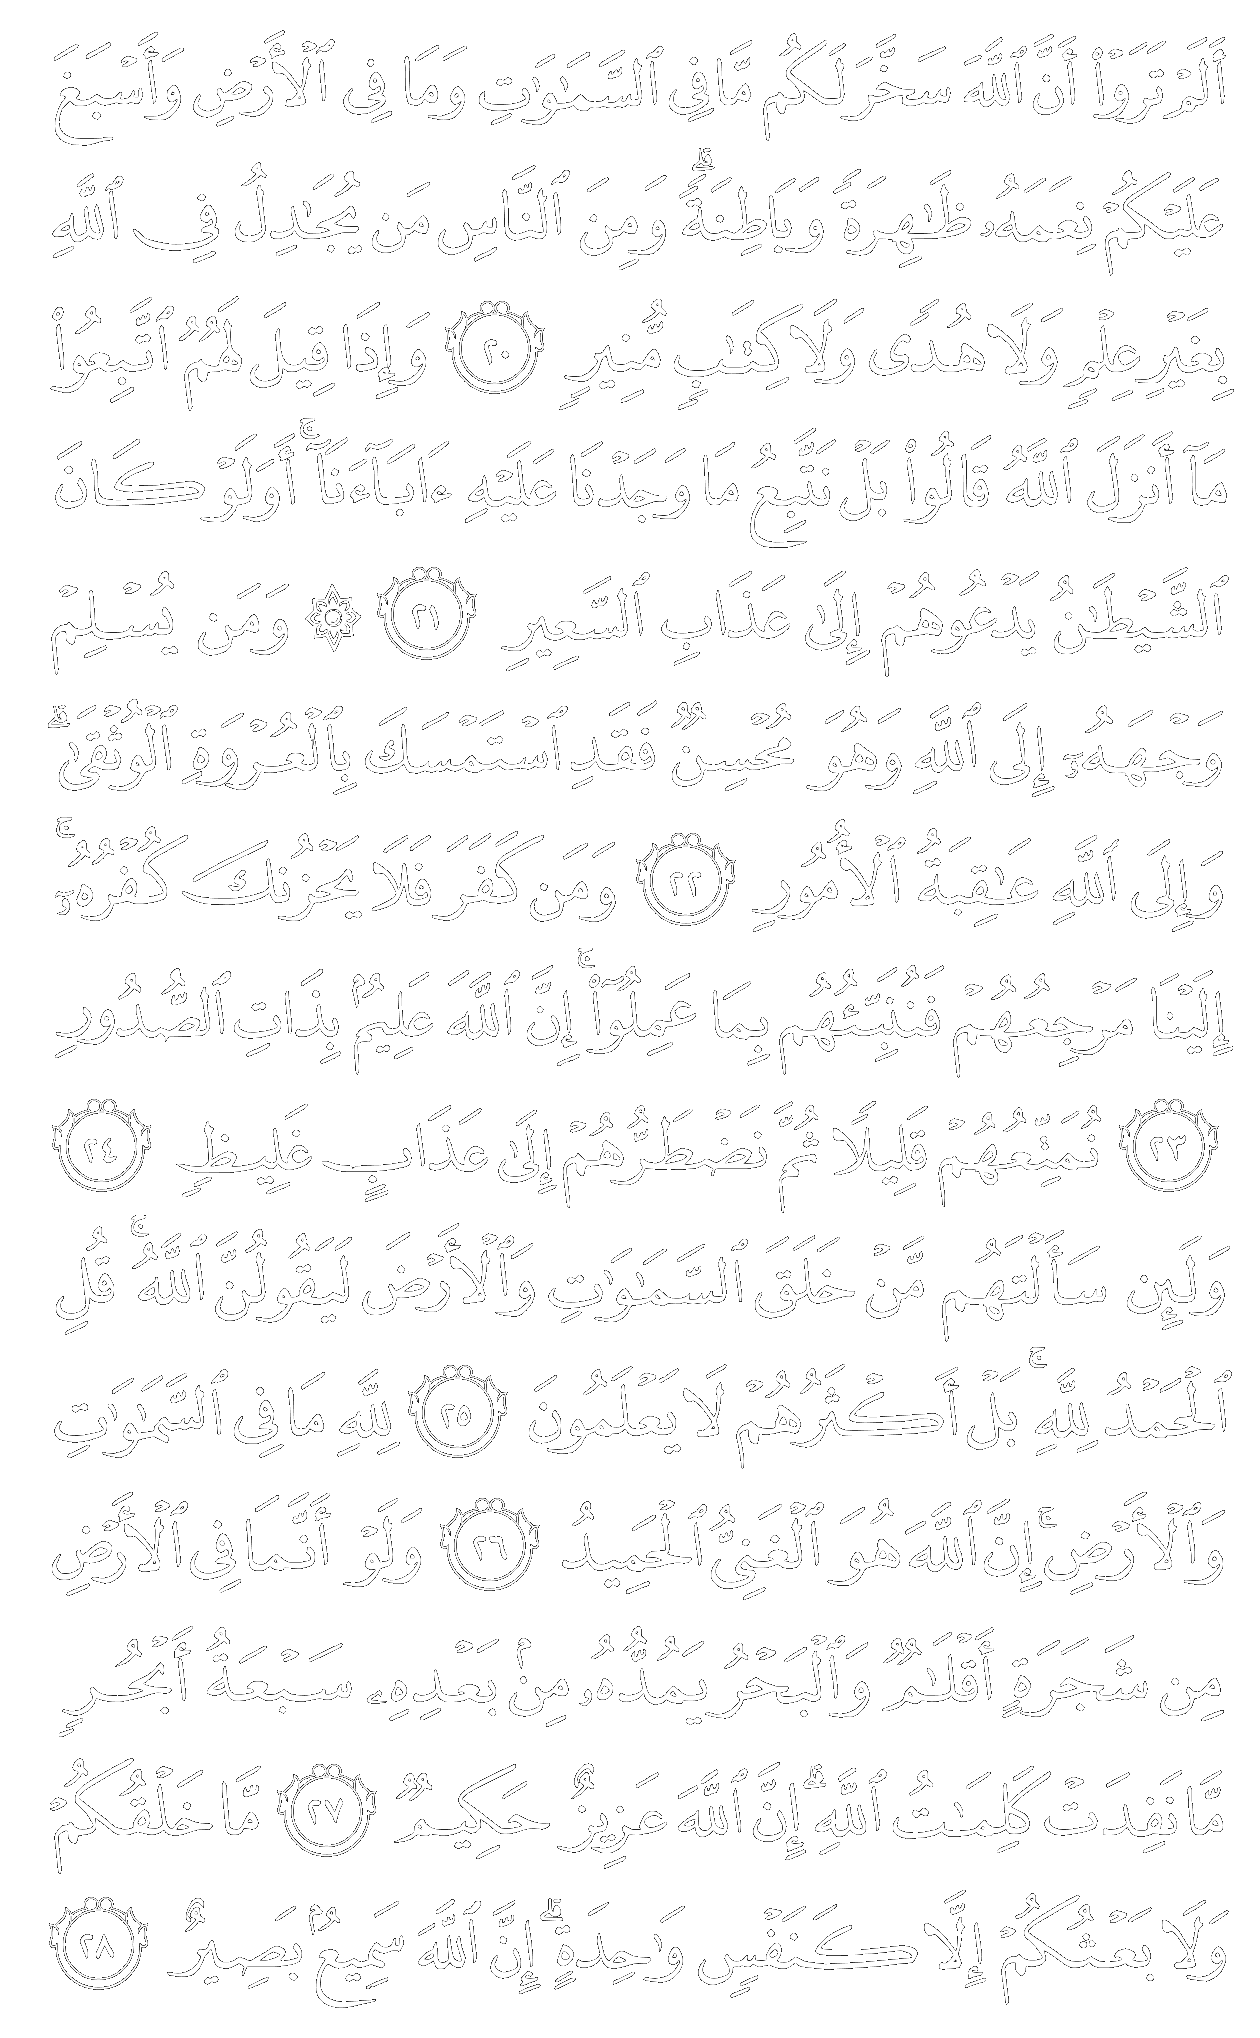 أَلَمْ تَرَوْا۟ أَنَّ ٱللَّهَ سَخَّرَ لَكُم مَّا فِى ٱلسَّمَـٰوَٰتِ وَمَا فِى ٱلْأَرْضِ وَأَسْبَغَ
عَلَيْكُمْ نِعَمَهُۥ ظَـٰهِرَةً وَبَاطِنَةً ۗ وَمِنَ ٱلنَّاسِ مَن يُجَـٰدِلُ فِى ٱللَّهِ
بِغَيْرِ عِلْمٍ وَلَا هُدًى وَلَا كِتَـٰبٍ مُّنِيرٍ ٢٠ وَإِذَا قِيلَ لَهُمُ ٱتَّبِعُوا۟
مَآ أَنزَلَ ٱللَّهُ قَالُوا۟ بَلْ نَتَّبِعُ مَا وَجَدْنَا عَلَيْهِ ءَابَآءَنَآ ۚ أَوَلَوْ كَانَ
ٱلشَّيْطَـٰنُ يَدْعُوهُمْ إِلَىٰ عَذَابِ ٱلسَّعِيرِ ٢١ ۞ وَمَن يُسْلِمْ
وَجْهَهُۥٓ إِلَى ٱللَّهِ وَهُوَ مُحْسِنٌ فَقَدِ ٱسْتَمْسَكَ بِٱلْعُرْوَةِ ٱلْوُثْقَىٰ ۗ
وَإِلَى ٱللَّهِ عَـٰقِبَةُ ٱلْأُمُورِ ٢٢ وَمَن كَفَرَ فَلَا يَحْزُنكَ كُفْرُهُۥٓ ۚ
إِلَيْنَا مَرْجِعُهُمْ فَنُنَبِّئُهُم بِمَا عَمِلُوٓا۟ ۚ إِنَّ ٱللَّهَ عَلِيمٌۢ بِذَاتِ ٱلصُّدُورِ
٢٣ نُمَتِّعُهُمْ قَلِيلًا ثُمَّ نَضْطَرُّهُمْ إِلَىٰ عَذَابٍ غَلِيظٍ ٢٤
وَلَئِن سَأَلْتَهُم مَّنْ خَلَقَ ٱلسَّمَـٰوَٰتِ وَٱلْأَرْضَ لَيَقُولُنَّ ٱللَّهُ ۚ قُلِ
ٱلْحَمْدُ لِلَّهِ ۚ بَلْ أَكْثَرُهُمْ لَا يَعْلَمُونَ ٢٥ لِلَّهِ مَا فِى ٱلسَّمَـٰوَٰتِ
وَٱلْأَرْضِ ۚ إِنَّ ٱللَّهَ هُوَ ٱلْغَنِىُّ ٱلْحَمِيدُ ٢٦ وَلَوْ أَنَّمَا فِى ٱلْأَرْضِ
مِن شَجَرَةٍ أَقْلَـٰمٌ وَٱلْبَحْرُ يَمُدُّهُۥ مِنۢ بَعْدِهِۦ سَبْعَةُ أَبْحُرٍ
مَّا نَفِدَتْ كَلِمَـٰتُ ٱللَّهِ ۗ إِنَّ ٱللَّهَ عَزِيزٌ حَكِيمٌ ٢٧ مَّا خَلْقُكُمْ
وَلَا بَعْثُكُمْ إِلَّا كَنَفْسٍ وَٰحِدَةٍ ۗ إِنَّ ٱللَّهَ سَمِيعٌۢ بَصِيرٌ ٢٨